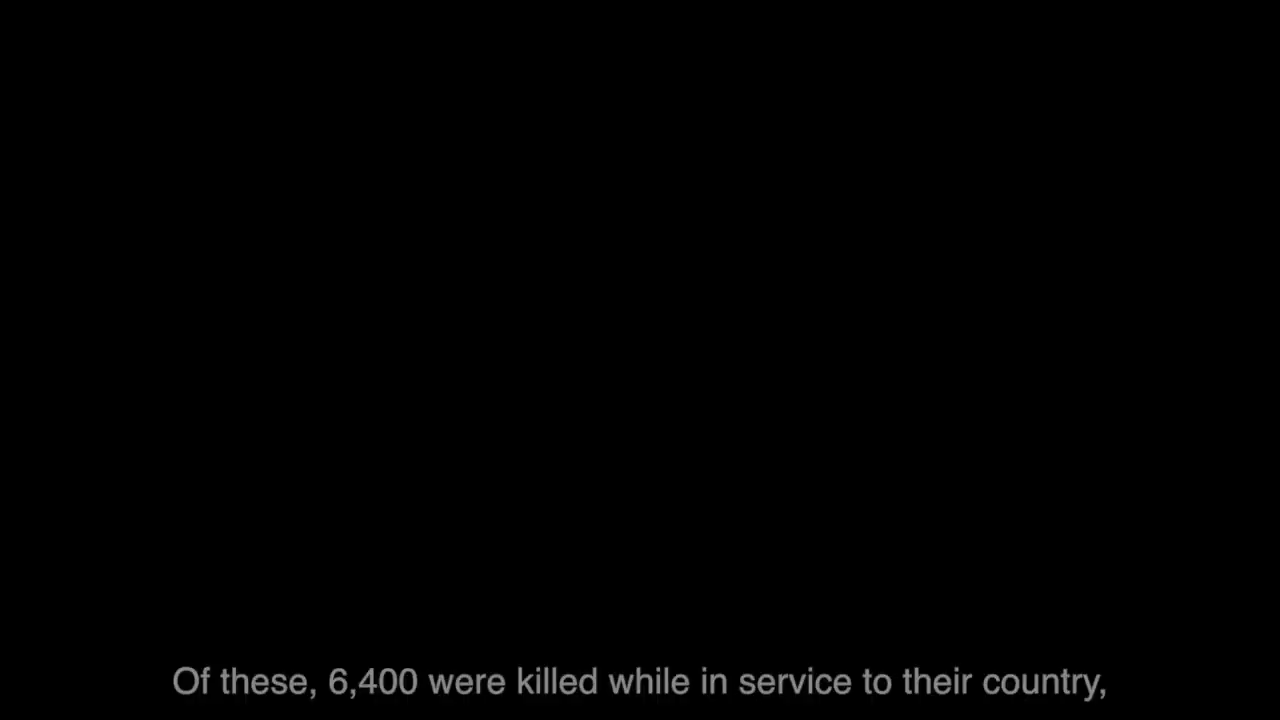 Of these, 6,400 were killed while in service to their country,